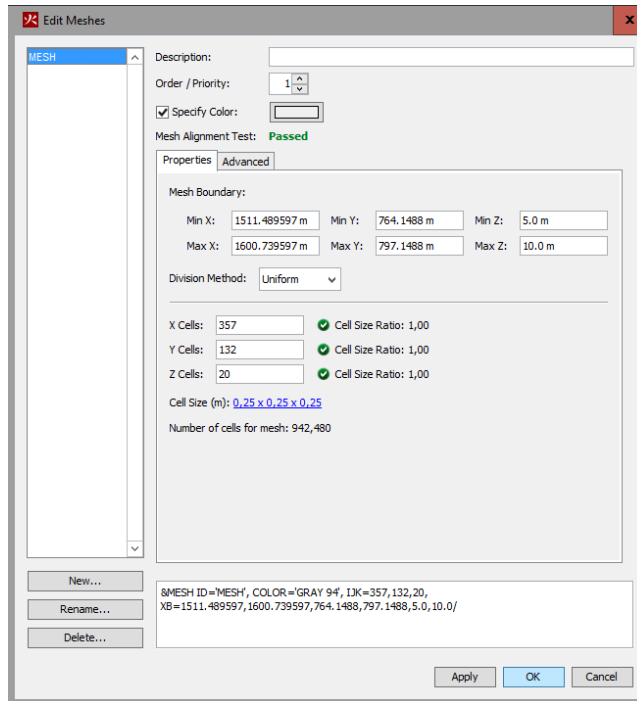 Edit Meshes
x
MESH
Description:
Order / Priority: 1
Specify Color:
Mesh Alignment Test: Passed
Properties Advanced
Mesh Boundary:
Min X: 1511.489597 m Min Y: 764.1488 m Min Z: 5.0 m
Max X: 1600.739597 m Max Y: 797.1488 m Max Z: 10.0 m
Division Method: Uniform
X Cells: 357 Cell Size Ratio: 1,00
Y Cells: 132 Cell Size Ratio: 1,00
Z Cells: 20 Cell Size Ratio: 1,00
Cell Size (m): 0,25 x 0,25 x 0,25
Number of cells for mesh: 942,480
New...
Rename...
Delete...
&MESH ID='MESH', COLOR='GRAY 94', IJK=357,132,20,
XB=1511.489597,1600.739597,764.1488,797.1488,5.0,10.0/
Apply OK Cancel